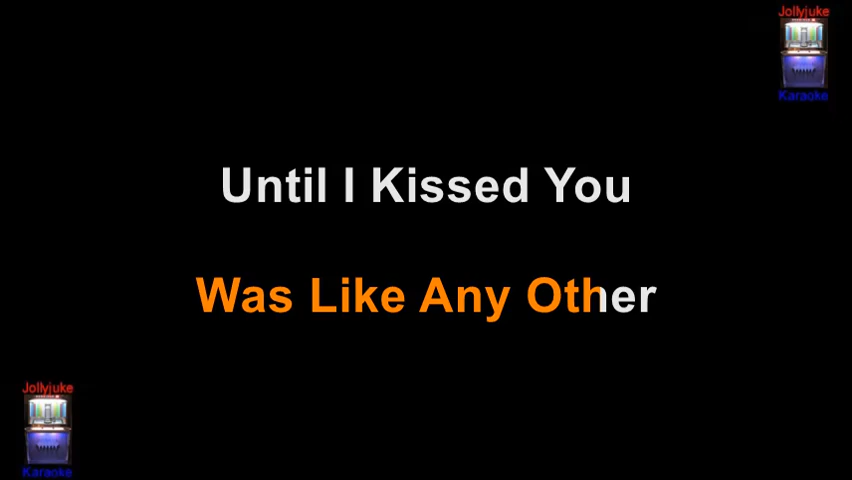 Jollyjuke
Karaoke
Until I Kissed You
Was Like Any Other
Jollyjuke
Karaoke